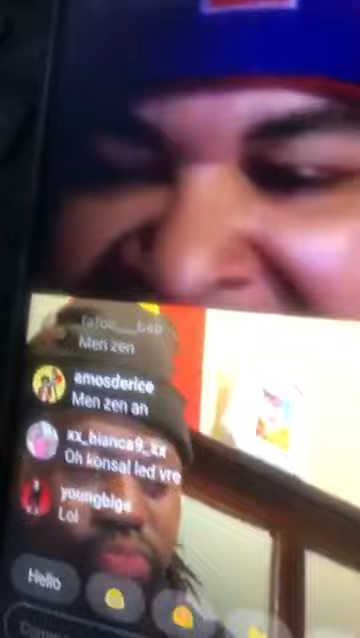 Men zen
amosderice
Men zen an
xx_bianca9_xx
Oh konsal led vre
youngbigs
Lol
Hello